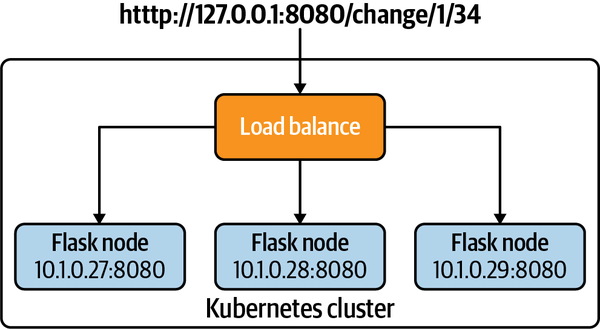 htttp://127.0.0.1:8080/change/1/34
Load balance
Flask node
10.1.0.27:8080
Flask node
10.1.0.28:8080
Flask node
10.1.0.29:8080
Kubernetes cluster